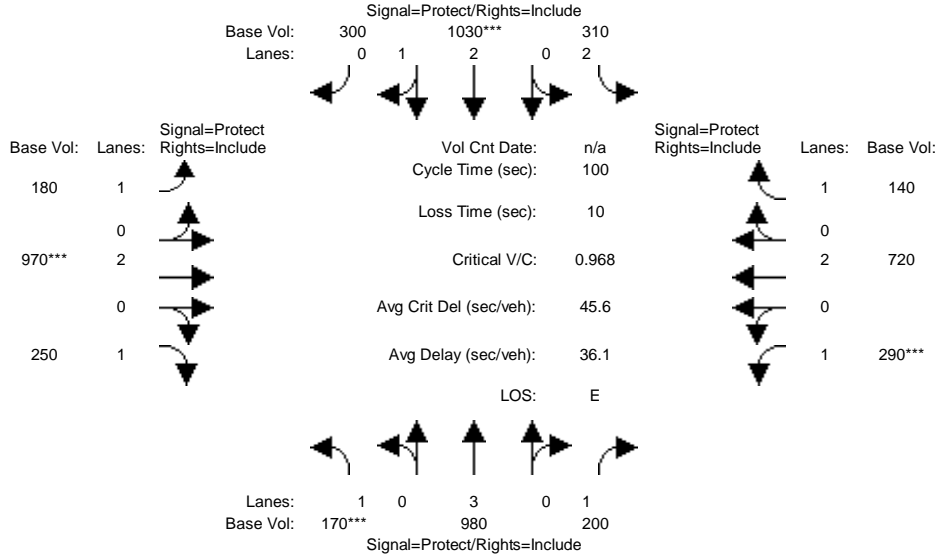 Signal=Protect/Rights=Include
Base Vol: 300 1030*** 310
Lanes: 0 1 2 0 2
Signal=Protect
Base Vol: Lanes: Rights=Include
Vol Cnt Date: n/a
Signal=Protect
Rights=Include Lanes: Base Vol:
Cycle Time (sec): 100
180 1
1 140
Loss Time (sec): 10
0
0
970*** 2
Critical V/C: 0.968
2 720
0
Avg Crit Del (sec/veh): 45.6
0
250 1
Avg Delay (sec/veh): 36.1
1 290***
LOS: E
Lanes: 1 0 3 0 1
Base Vol: 170*** 980 200
Signal=Protect/Rights=Include